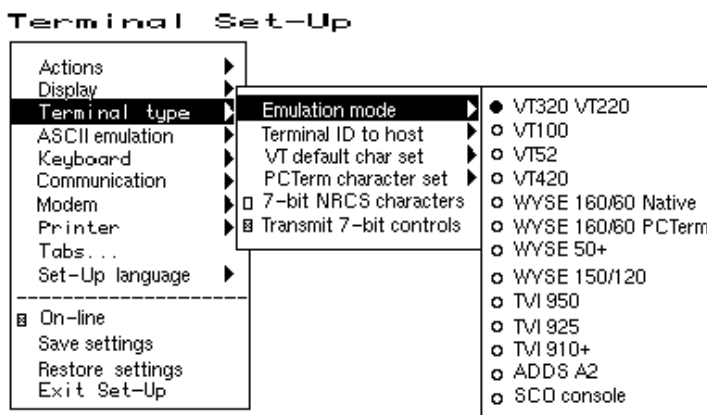 Terminal Set-Up
Actions
Display
Terminal type
ASCII emulation
Keyboard
Communication
Modem
Printer
Tabs...
Set-Up language
On-line
Save settings
Restore settings
Exit Set-Up
Emulation mode
Terminal ID to host
VT default char set
PCTerm character set
7-bit NRCS characters
Transmit 7-bit controls
VT320 VT220
VT100
VT52
VT420
WYSE 160/60 Native
WYSE 160/60 PCTerm
WYSE 50+
WYSE 150/120
TVI 950
TVI 925
TVI 910+
ADDS A2
SCO console